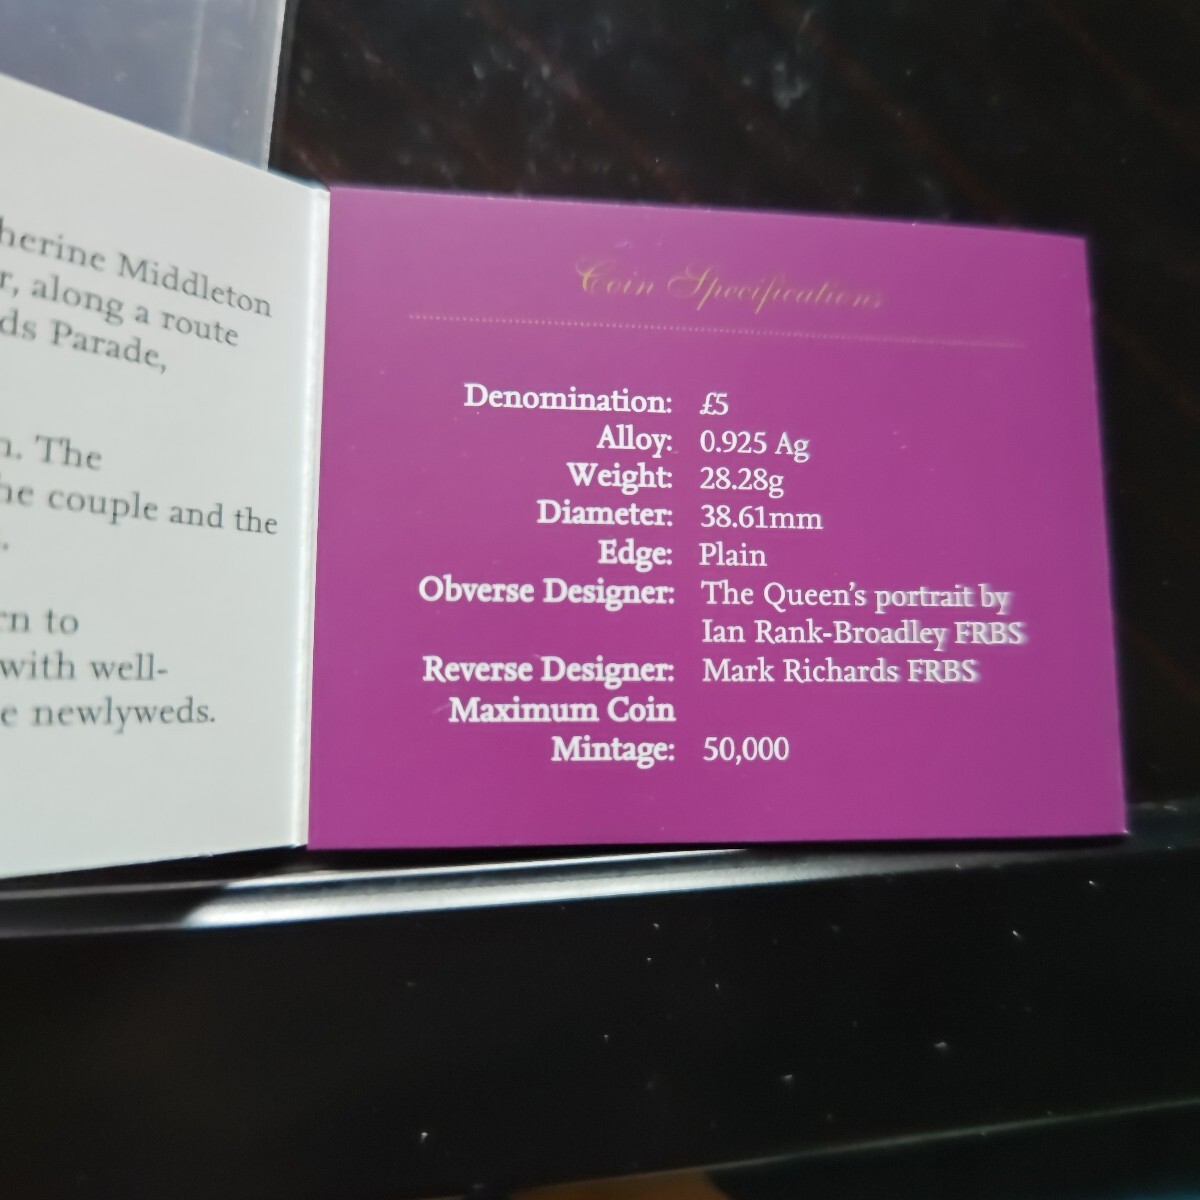 herine Middleton
r, along a route
ds Parade,
n. The
he couple and the
rn to
with well-
e newlyweds.
Coin Specifications
Denomination: £5
Alloy: 0.925 Ag
Weight: 28.28g
Diameter: 38.61mm
Edge: Plain
Obverse Designer: The Queen's portrait by
Ian Rank-Broadley FRBS
Reverse Designer: Mark Richards FRBS
Maximum Coin
Mintage: 50,000